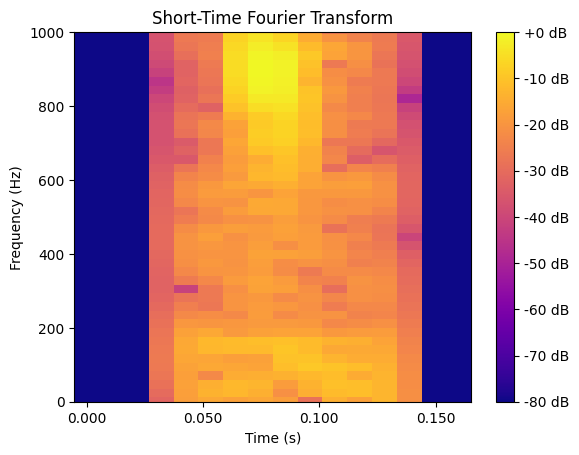 Short-Time Fourier Transform
Frequency (Hz)
1000
800
600
400
200
0
0.000
0.050
0.100
0.150
Time (s)
+0 dB
-10 dB
-20 dB
-30 dB
-40 dB
-50 dB
-60 dB
-70 dB
-80 dB